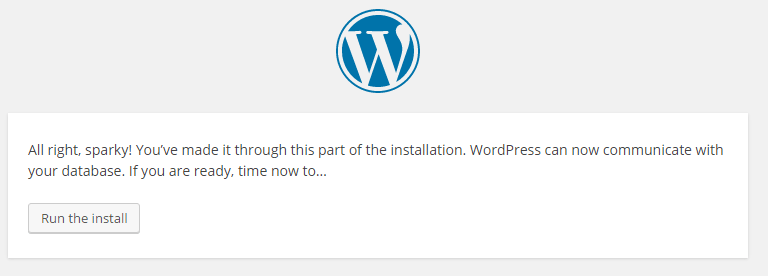 All right, sparky! You’ve made it through this part of the installation. WordPress can now communicate with
your database. If you are ready, time now to…
Run the install